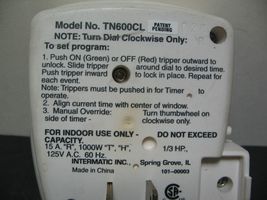 Model No. TN600CL PATENT PENDING
NOTE: Turn Dial Clockwise Only:
To set program:
1. Push ON (Green) or OFF (Red) tripper outward to
unlock. Slide tripper around dial to desired time.
Push tripper inward to lock in place. Repeat for
each event.
Note: Trippers must be pushed in for Timer
to operate.
2. Align current time with center of window.
3. Manual Override: Turn thumbwheel on
side of timer - clockwise only.
FOR INDOOR USE ONLY - DO NOT EXCEED
CAPACITY.
15 A. "R", 1000W "T", "H", 1/3 HP.,
125V A.C. 60 Hz.
INTERMATIC INC., Spring Grove, IL
Made in China 101-00003